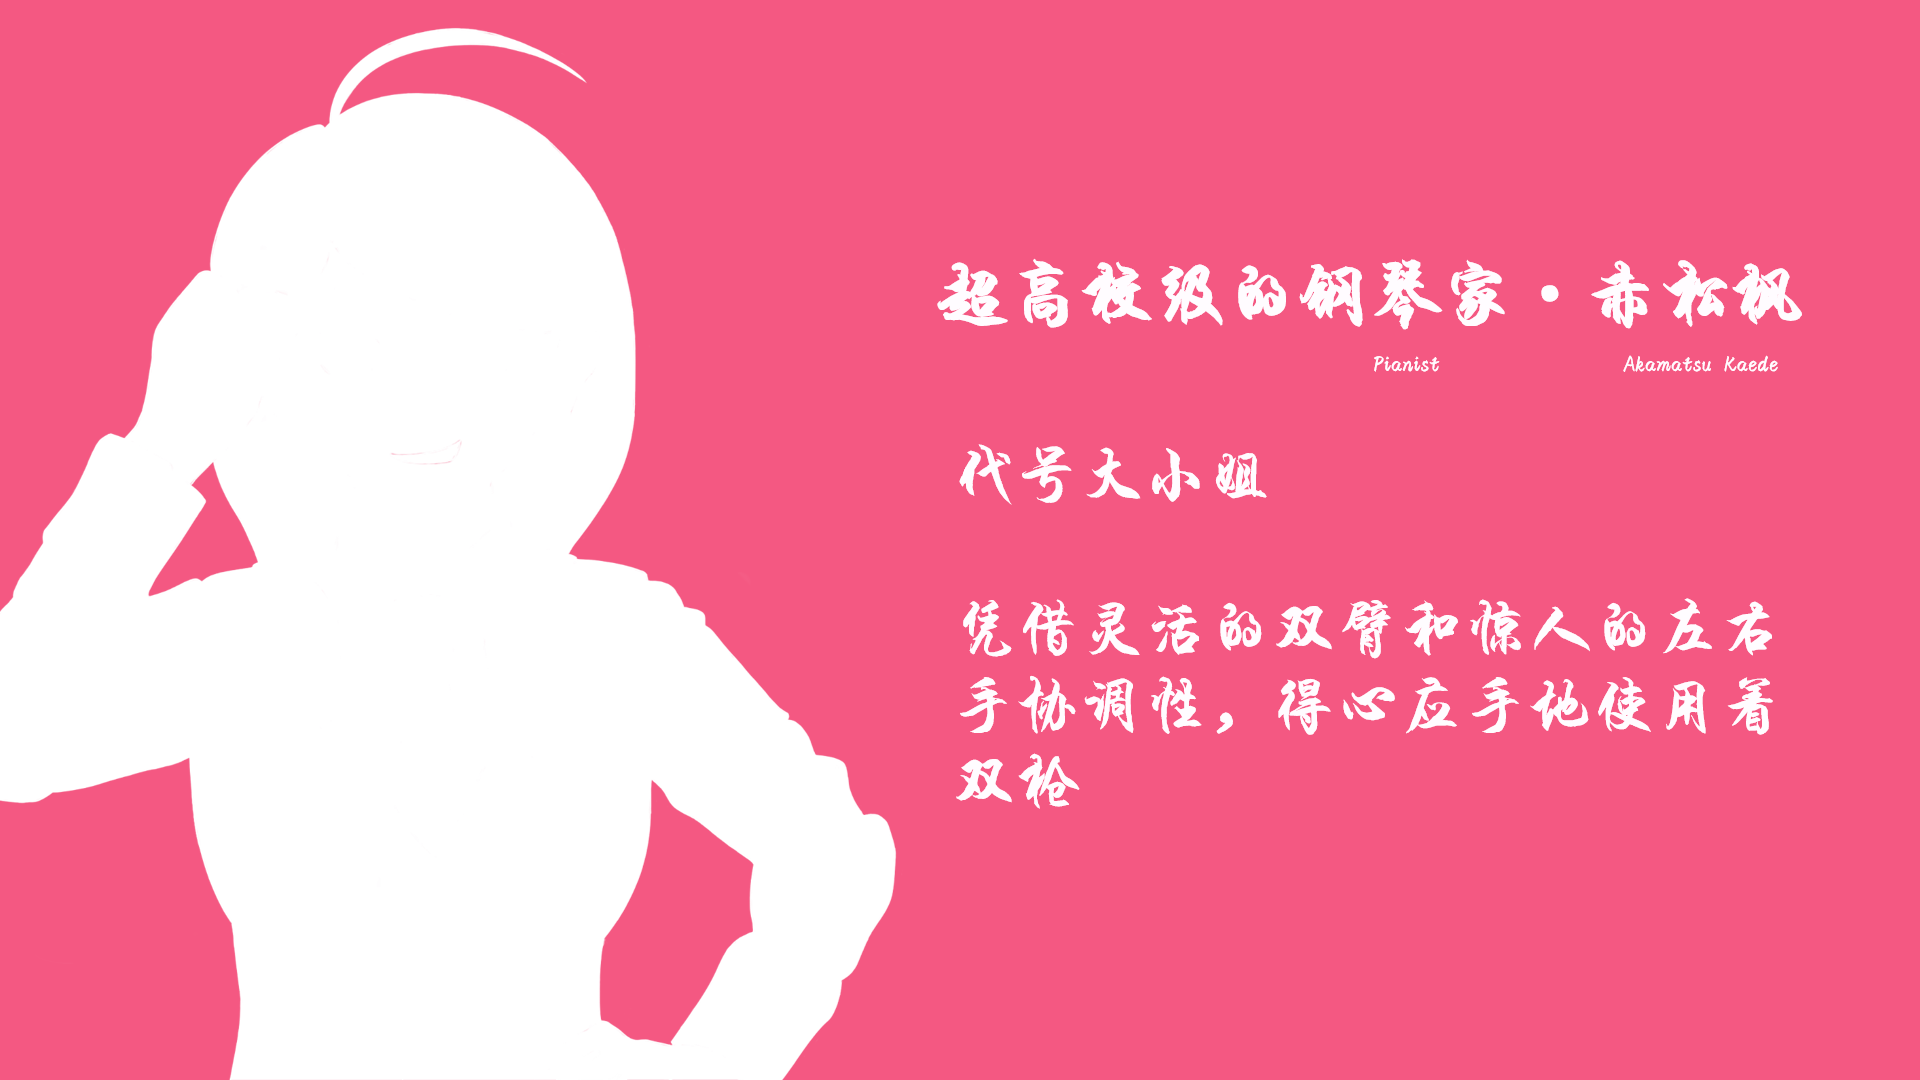 超高校级的钢琴家·赤松枫
Pianist Akamatsu Kaede
代号大小姐
凭借灵活的双臂和惊人的左右
手协调性，得心应手地使用着
双枪